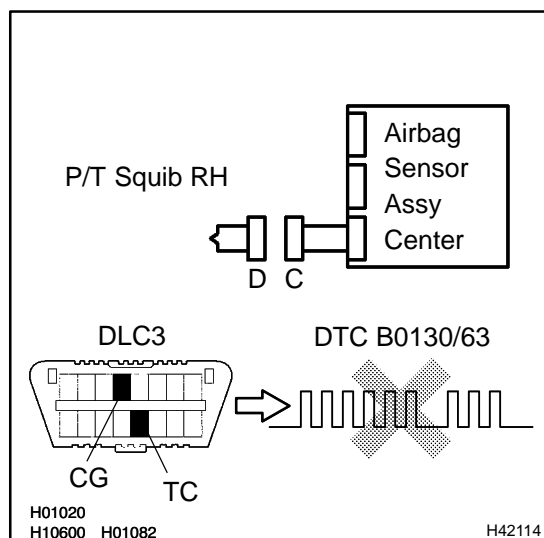 Airbag
Sensor
Assy
Center
P/T Squib RH
D C
DLC3
DTC B0130/63
CG
TC
H01020
H10600 H01082
H42114